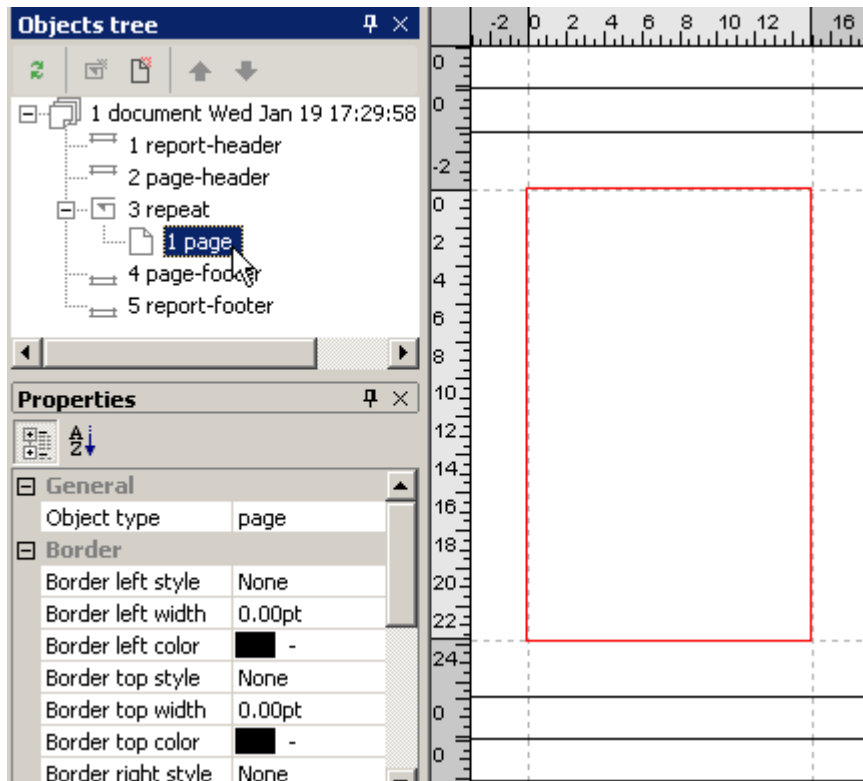 Objects tree
1 document Wed Jan 19 17:29:58
1 report-header
2 page-header
3 repeat
1 page
4 page-footer
5 report-footer
Properties
A
Z
General
Object type page
Border
Border left style None
Border left width 0.00pt
Border left color -
Border top style None
Border top width 0.00pt
Border top color -
Border right style None
-2 0 2 4 6 8 10 12 16
0
0
-2
0
2
4
6
8
10
12
14
16
18
20
22
24
0
0